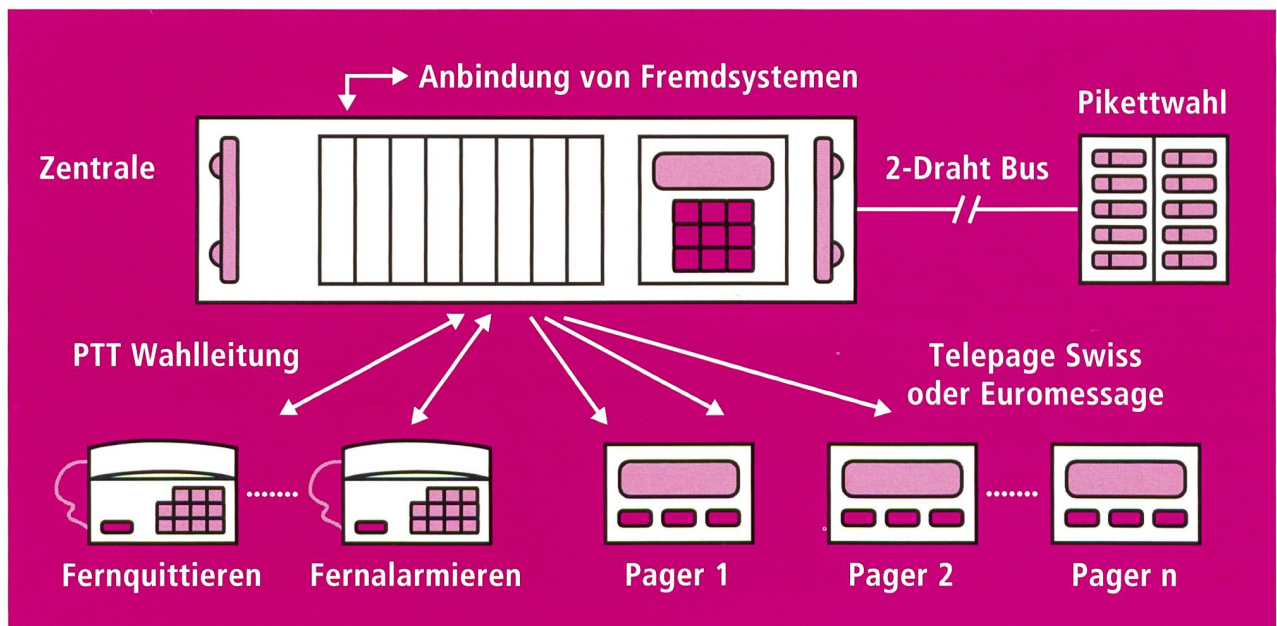 Anbindung von Fremdsystemen
Pikettwahl
Zentrale
2-Draht Bus
PTT Wahlleitung
Telepage Swiss
oder Euromessage
Fernquittieren
Fernalarmieren
Pager 1
Pager 2
Pager n